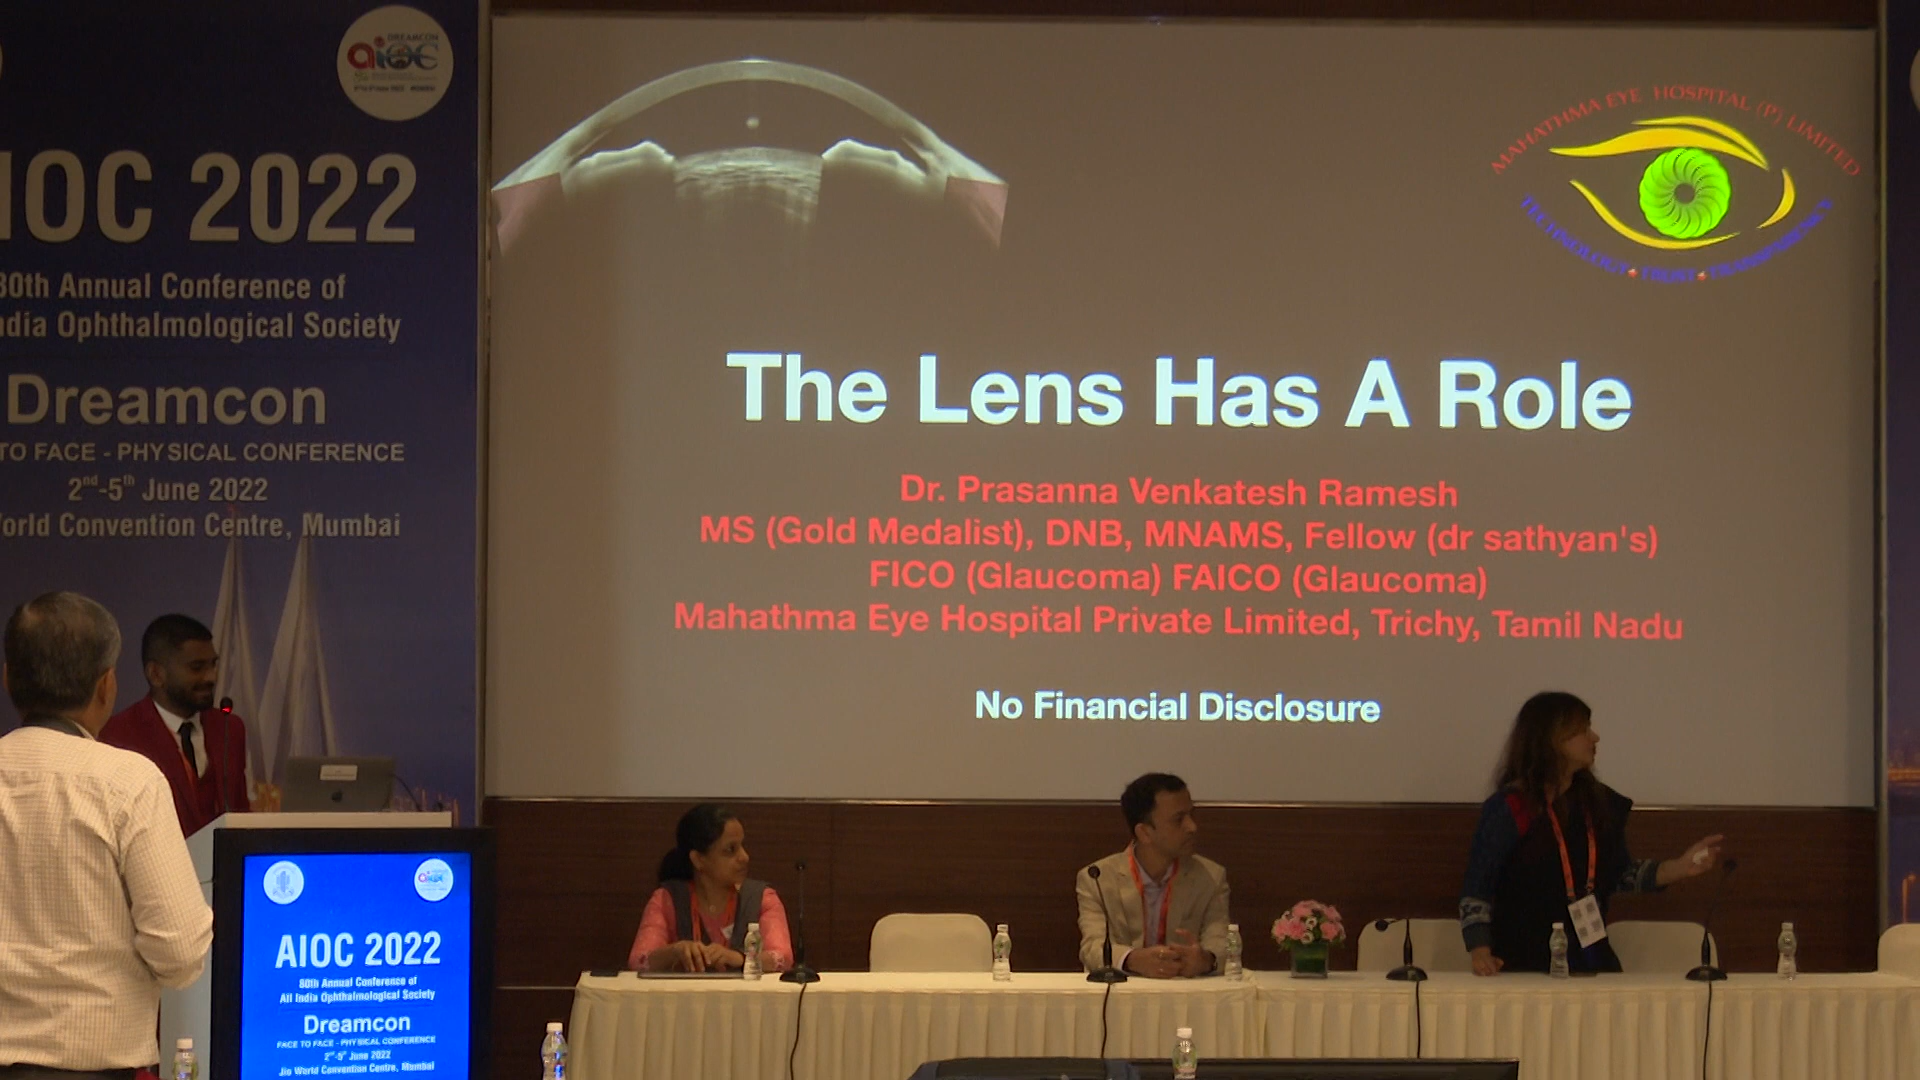 DREAMCON
aioc
IOC 2022
80th Annual Conference of
ndia Ophthalmological Society
Dreamcon
TO FACE - PHYSICAL CONFERENCE
2nd-5th June 2022
orld Convention Centre, Mumbai
MAHATHMA EYE HOSPITAL (P) LIMITED
TECHNOLOGY TRUST TRANSPARENCY
The Lens Has A Role
Dr. Prasanna Venkatesh Ramesh
MS (Gold Medalist), DNB, MNAMS, Fellow (dr sathyan's)
FICO (Glaucoma) FAICO (Glaucoma)
Mahathma Eye Hospital Private Limited, Trichy, Tamil Nadu
No Financial Disclosure
AIOC 2022
80th Annual Conference of
All India Ophthalmological Society
Dreamcon
FACE TO FACE - PHYSICAL CONFERENCE
2nd-5th June 2022
Jio World Convention Centre, Mumbai